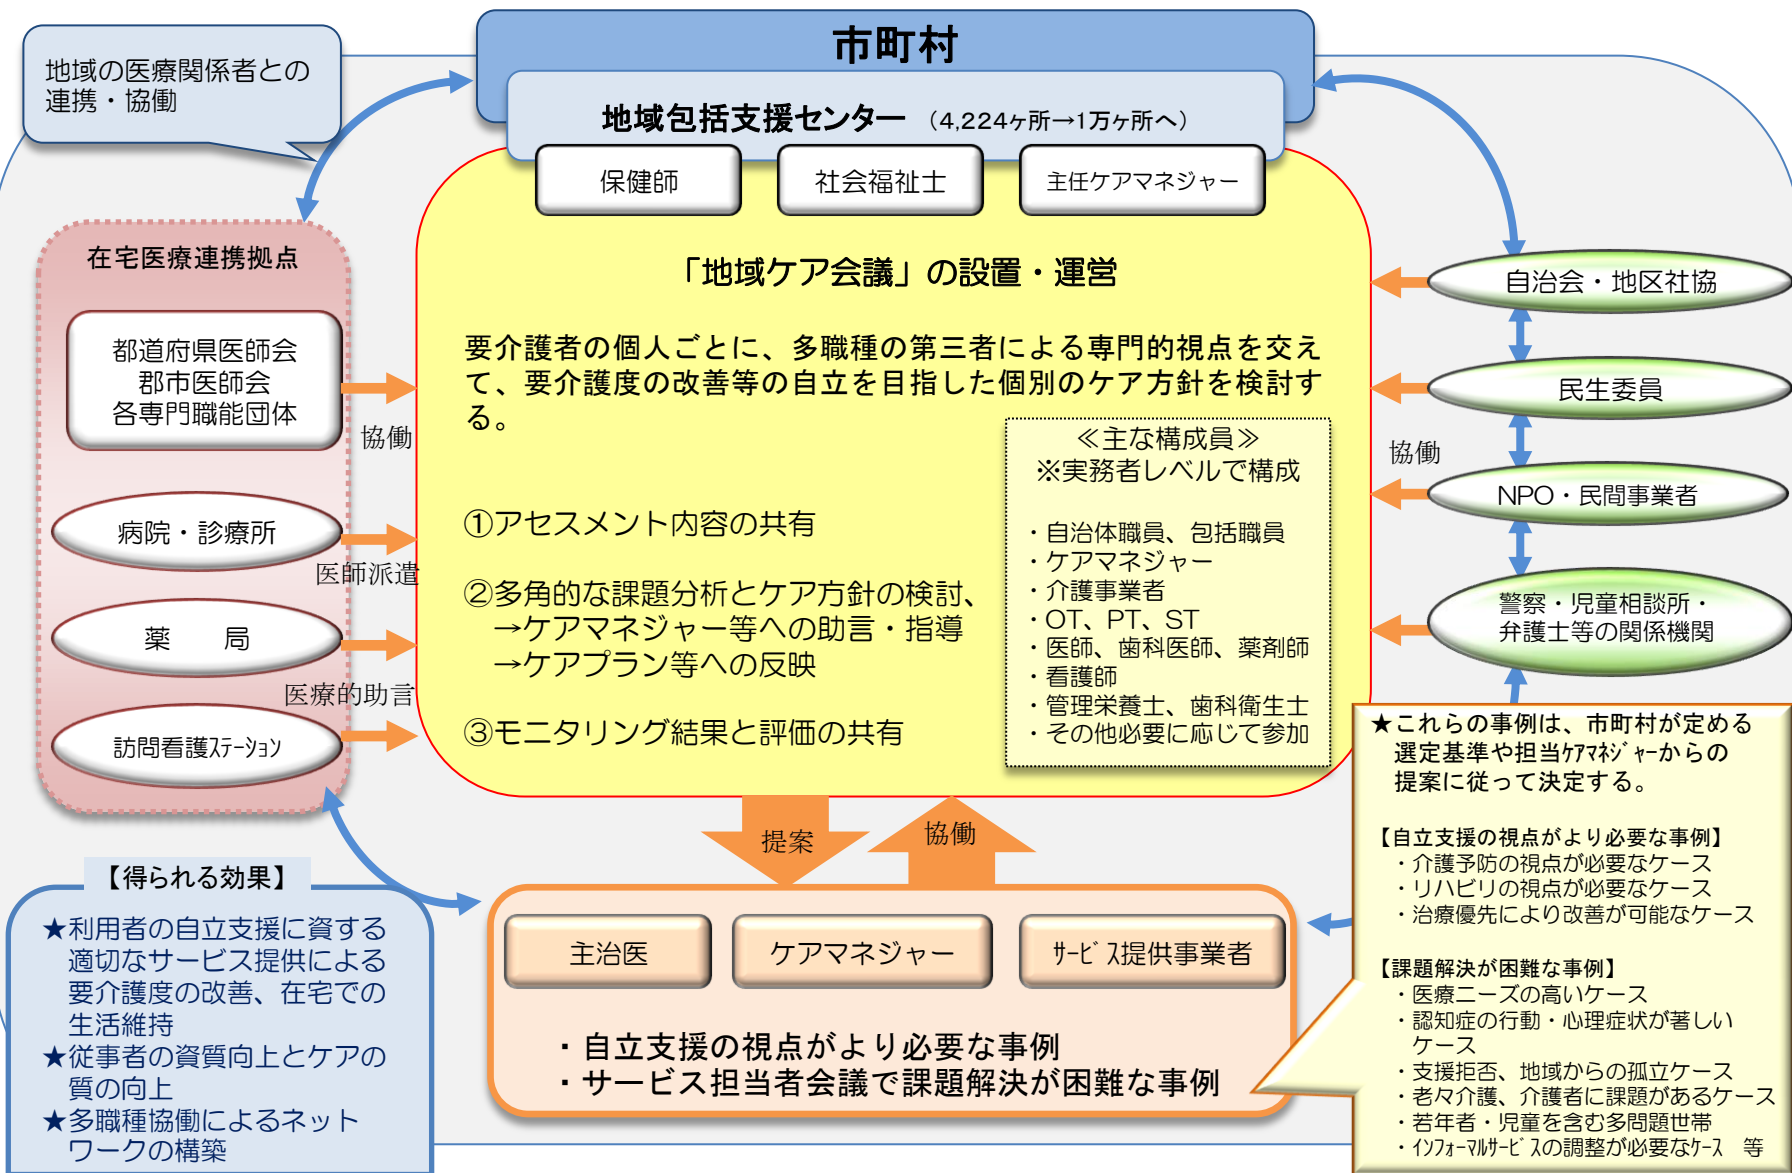 市町村
地域の医療関係者との
連携・協働
地域包括支援センター （4,224ヶ所→1万ヶ所へ）
保健師
社会福祉士
主任ケアマネジャー
在宅医療連携拠点
都道府県医師会
郡市医師会
各専門職能団体
協働
病院・診療所
医師派遣
薬　　局
医療的助言
訪問看護ｽﾃｰｼｮﾝ
「地域ケア会議」の設置・運営
要介護者の個人ごとに、多職種の第三者による専門的視点を交え
て、要介護度の改善等の自立を目指した個別のケア方針を検討す
る。
①アセスメント内容の共有
②多角的な課題分析とケア方針の検討、
→ケアマネジャー等への助言・指導
→ケアプラン等への反映
③モニタリング結果と評価の共有
≪主な構成員≫
※実務者レベルで構成
・自治体職員、包括職員
・ケアマネジャー
・介護事業者
・OT、PT、ST
・医師、歯科医師、薬剤師
・看護師
・管理栄養士、歯科衛生士
・その他必要に応じて参加
協働
自治会・地区社協
民生委員
NPO・民間事業者
警察・児童相談所・
弁護士等の関係機関
提案
協働
主治医
ケアマネジャー
ｻｰﾋﾞｽ提供事業者
・自立支援の視点がより必要な事例
・サービス担当者会議で課題解決が困難な事例
【得られる効果】
★利用者の自立支援に資する
適切なサービス提供による
要介護度の改善、在宅での
生活維持
★従事者の資質向上とケアの
質の向上
★多職種協働によるネット
ワークの構築
★これらの事例は、市町村が定める
選定基準や担当ｹｱﾏﾈｼﾞｬｰからの
提案に従って決定する。
【自立支援の視点がより必要な事例】
・介護予防の視点が必要なケース
・リハビリの視点が必要なケース
・治療優先により改善が可能なケース
【課題解決が困難な事例】
・医療ニーズの高いケース
・認知症の行動・心理症状が著しい
ケース
・支援拒否、地域からの孤立ケース
・老々介護、介護者に課題があるケース
・若年者・児童を含む多問題世帯
・ｲﾝﾌｫｰﾏﾙｻｰﾋﾞｽの調整が必要なｹｰｽ　等